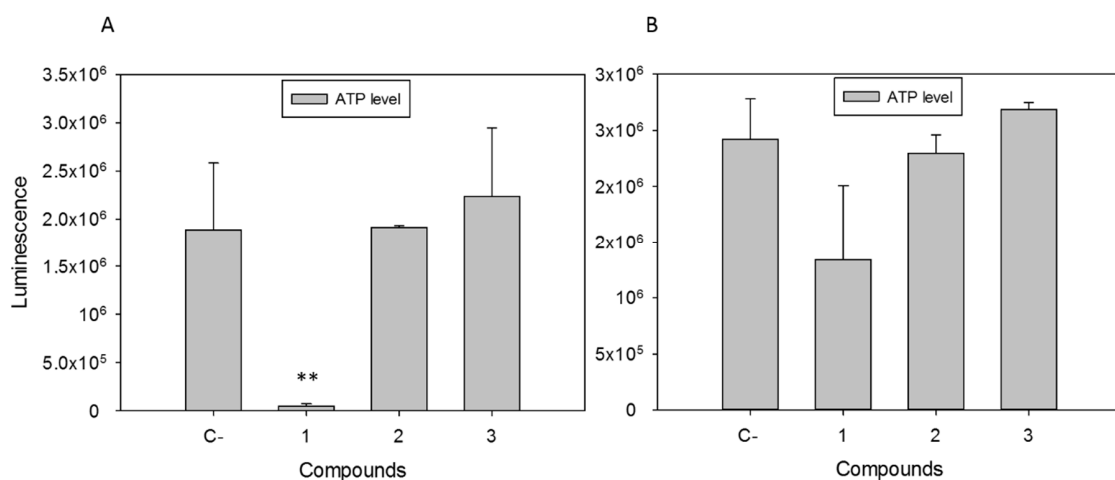 A
B
3.5x10⁶
3.0x10⁶
2.5x10⁶
2.0x10⁶
1.5x10⁶
10⁶
5.0x10⁵
0
Luminescence
ATP level
**
C-
1
2
3
Compounds
3x10⁶
3x10⁶
2x10⁶
2x10⁶
10⁶
5x10⁵
0
ATP level
C-
1
2
3
Compounds